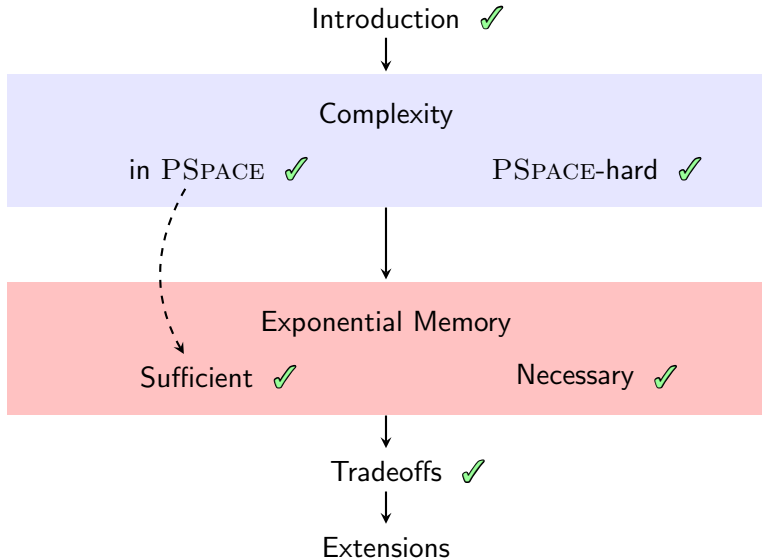 Introduction ✓
Complexity
in PSPACE ✓ PSPACE-hard ✓
Exponential Memory
Sufficient ✓ Necessary ✓
Tradeoffs ✓
Extensions